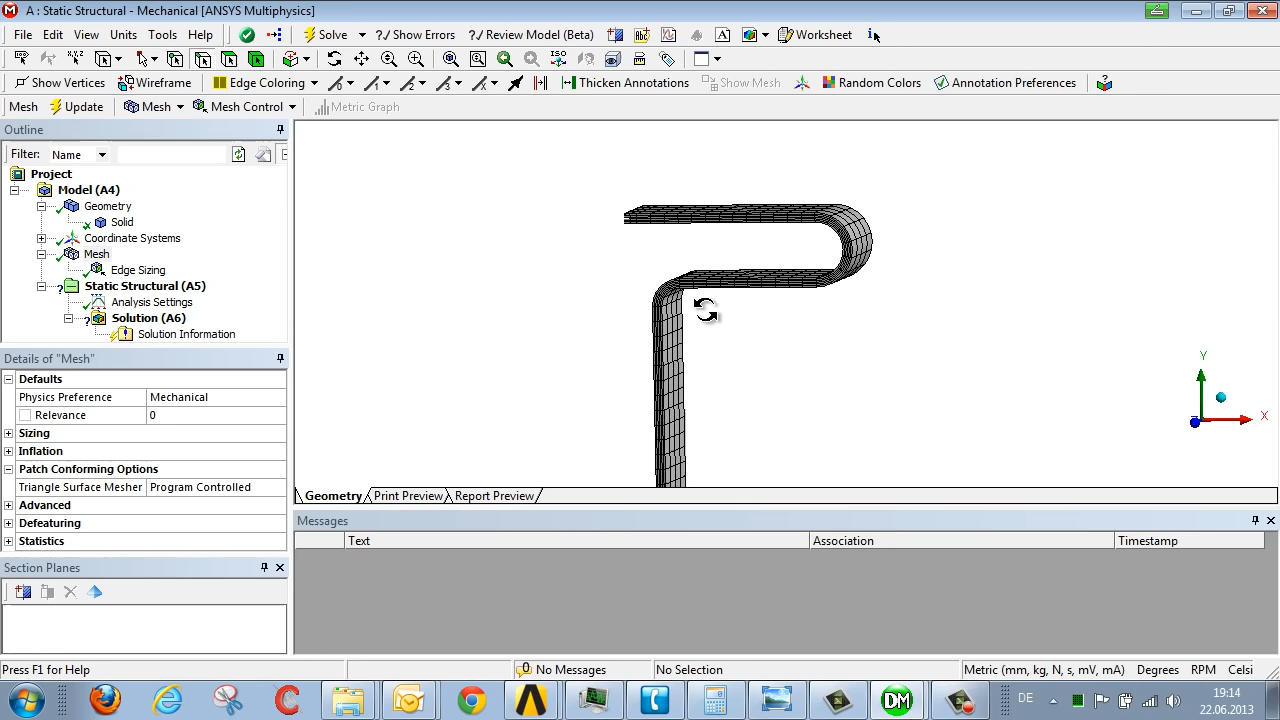 A : Static Structural - Mechanical [ANSYS Multiphysics]
File Edit View Units Tools Help Solve ?/ Show Errors ?/ Review Model (Beta) A Worksheet i
Show Vertices Wireframe Edge Coloring Thicken Annotations Show Mesh Random Colors Annotation Preferences
Mesh Update Mesh Mesh Control Metric Graph
Outline
Filter: Name
Project
Model (A4)
Geometry
Solid
Coordinate Systems
Mesh
Edge Sizing
Static Structural (A5)
Analysis Settings
Solution (A6)
Solution Information
Details of "Mesh"
Defaults
Physics Preference Mechanical
Relevance 0
Sizing
Inflation
Patch Conforming Options
Triangle Surface Mesher Program Controlled
Advanced
Defeaturing
Statistics
Section Planes
Y
X
Geometry Print Preview Report Preview
Messages
Text Association Timestamp
Press F1 for Help 0 No Messages No Selection Metric (mm, kg, N, s, mV, mA) Degrees RPM Celsi
DM DE 19:14
22.06.2013